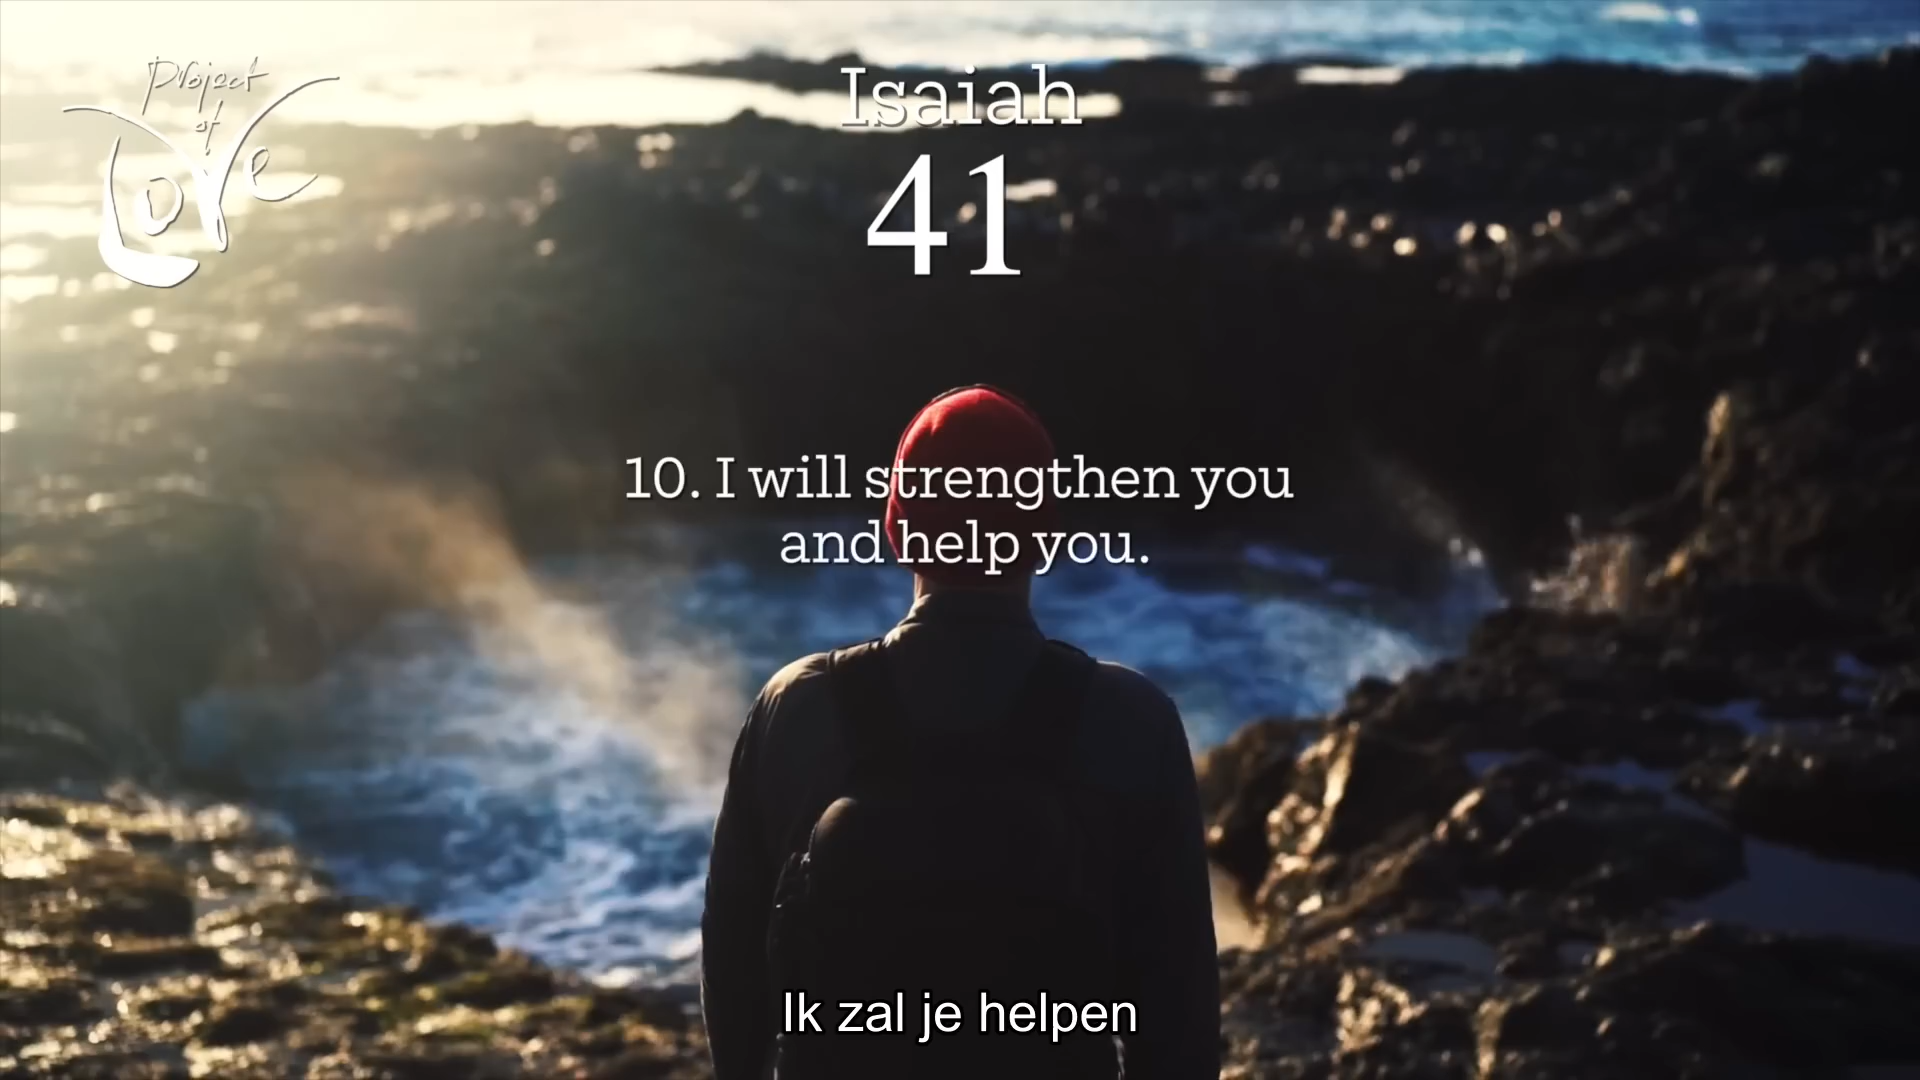 Project
of
Love
Isaiah
41
10. I will strengthen you
and help you.
Ik zal je helpen